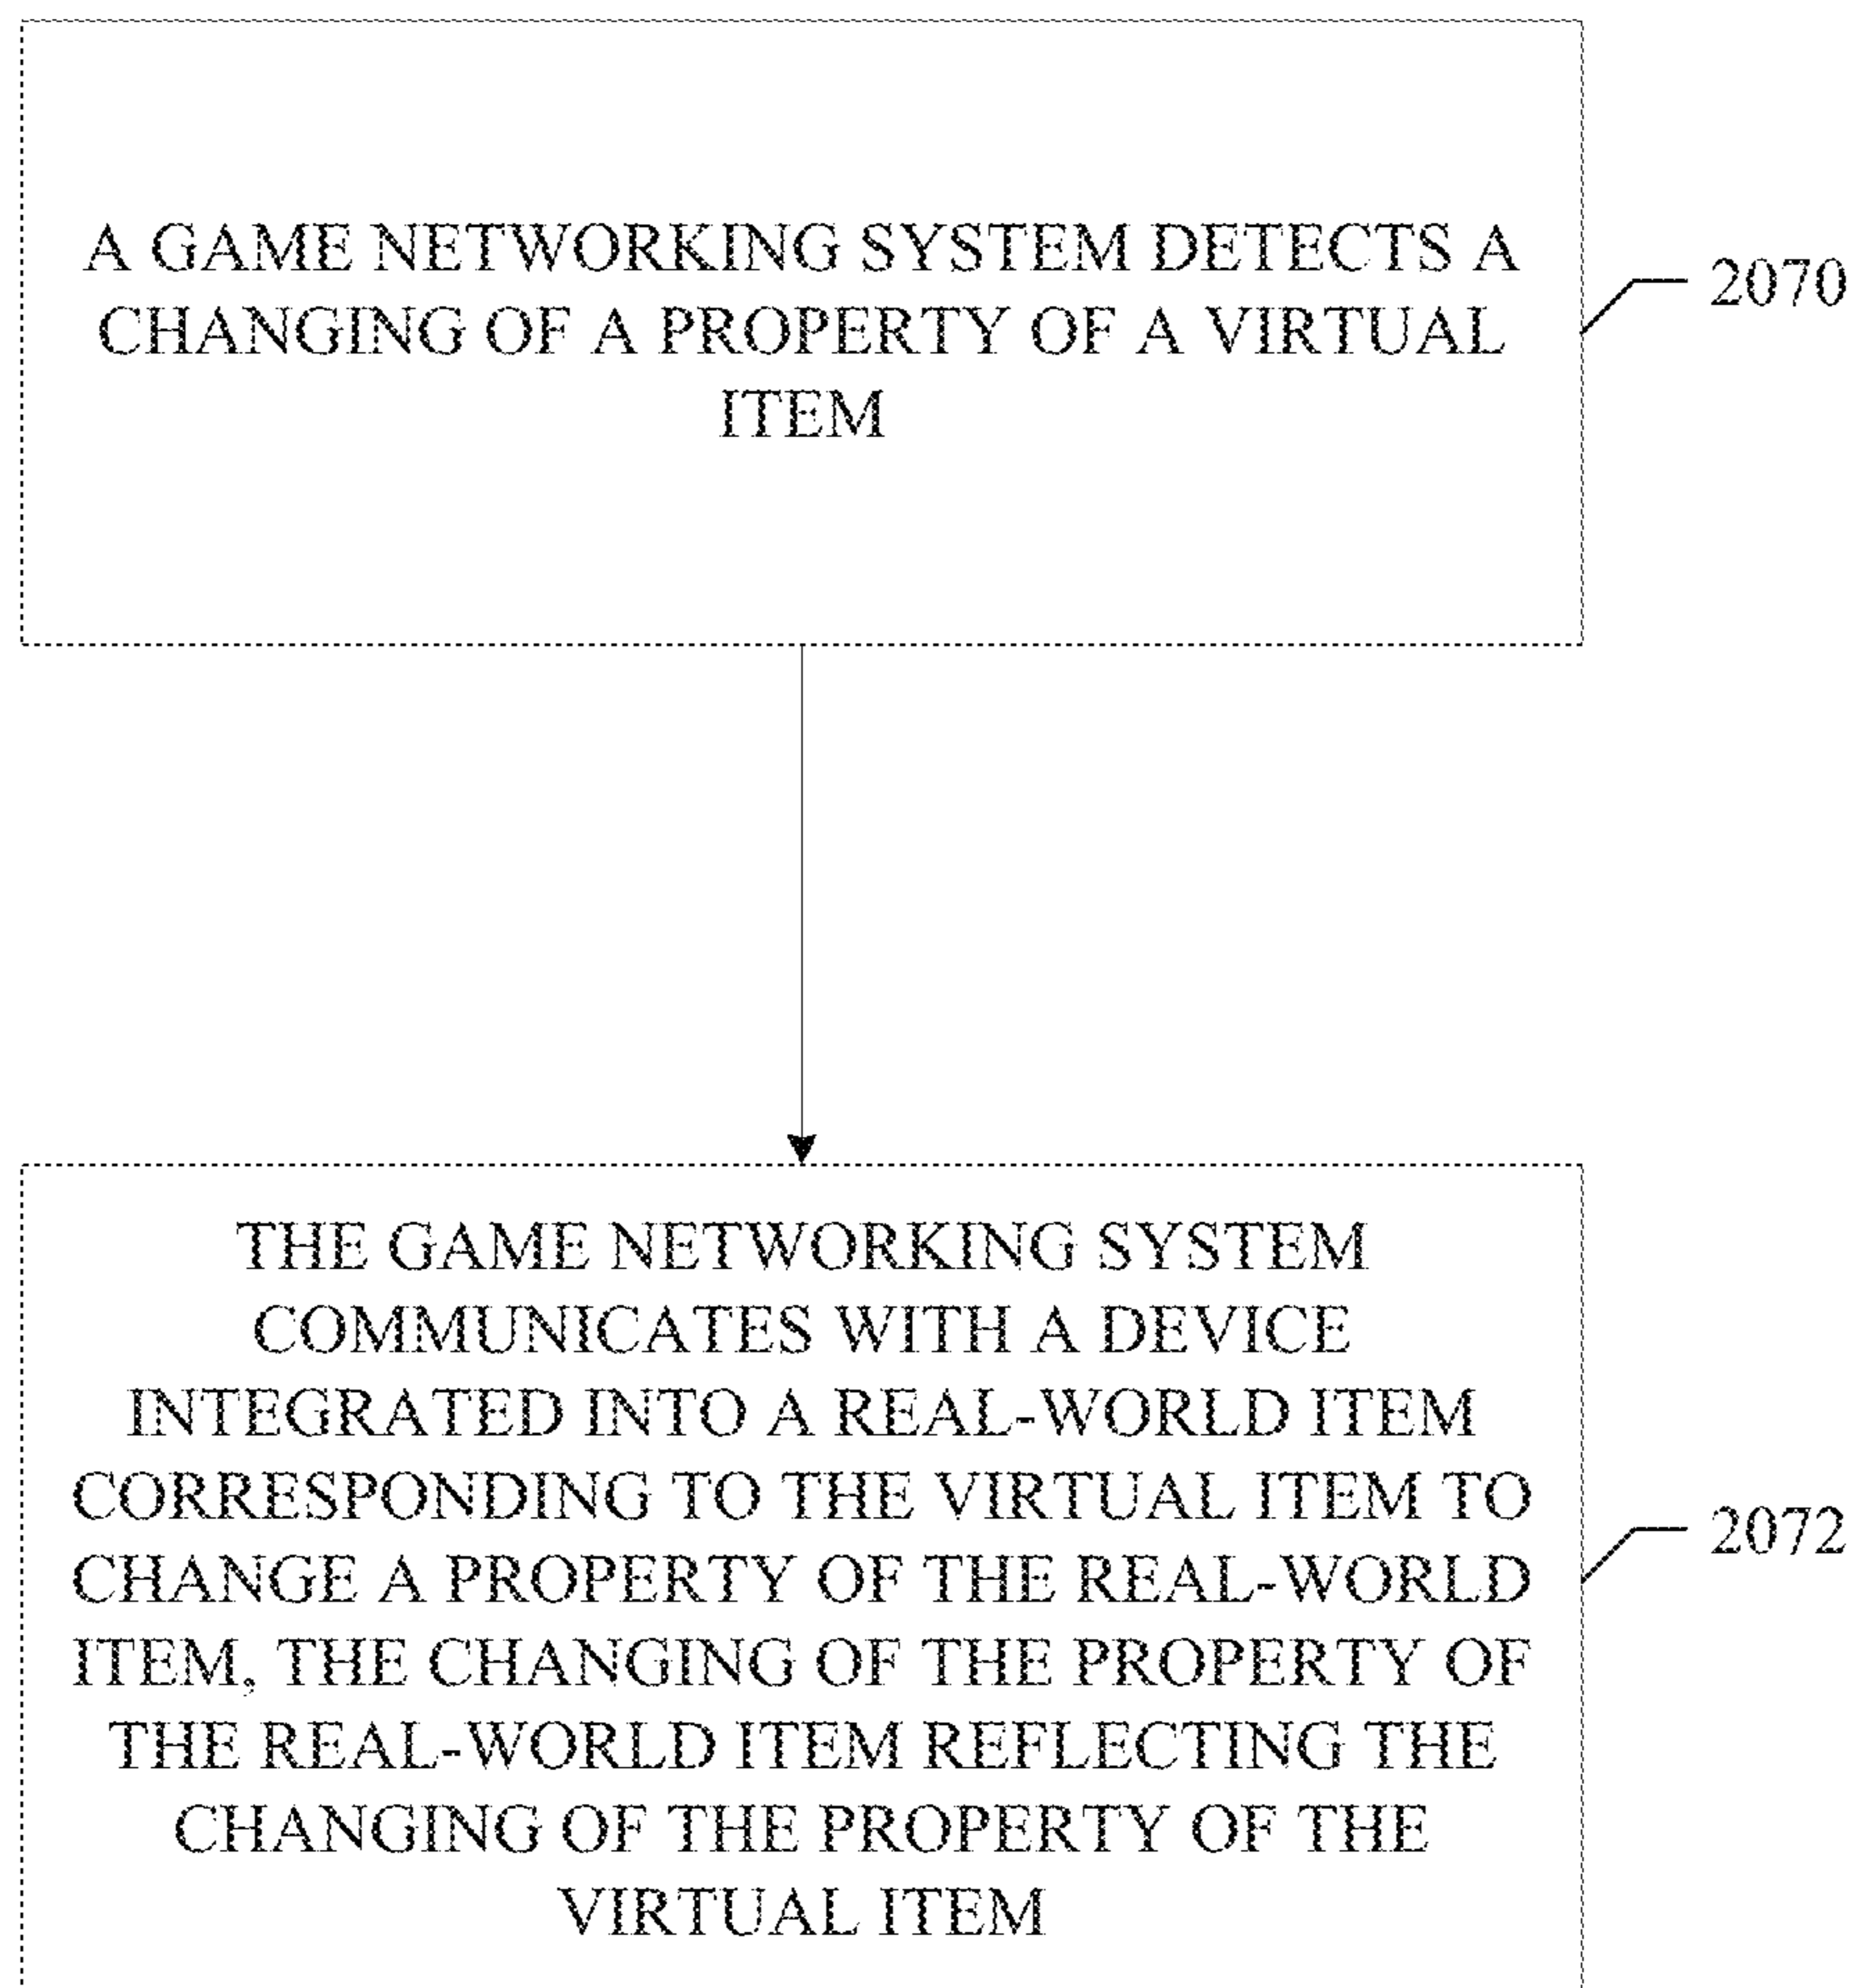 A GAME NETWORKING SYSTEM DETECTS A
CHANGING OF A PROPERTY OF A VIRTUAL
ITEM
2070
THE GAME NETWORKING SYSTEM
COMMUNICATES WITH A DEVICE
INTEGRATED INTO A REAL-WORLD ITEM
CORRESPONDING TO THE VIRTUAL ITEM TO
CHANGE A PROPERTY OF THE REAL-WORLD
ITEM, THE CHANGING OF THE PROPERTY OF
THE REAL-WORLD ITEM REFLECTING THE
CHANGING OF THE PROPERTY OF THE
VIRTUAL ITEM
2072